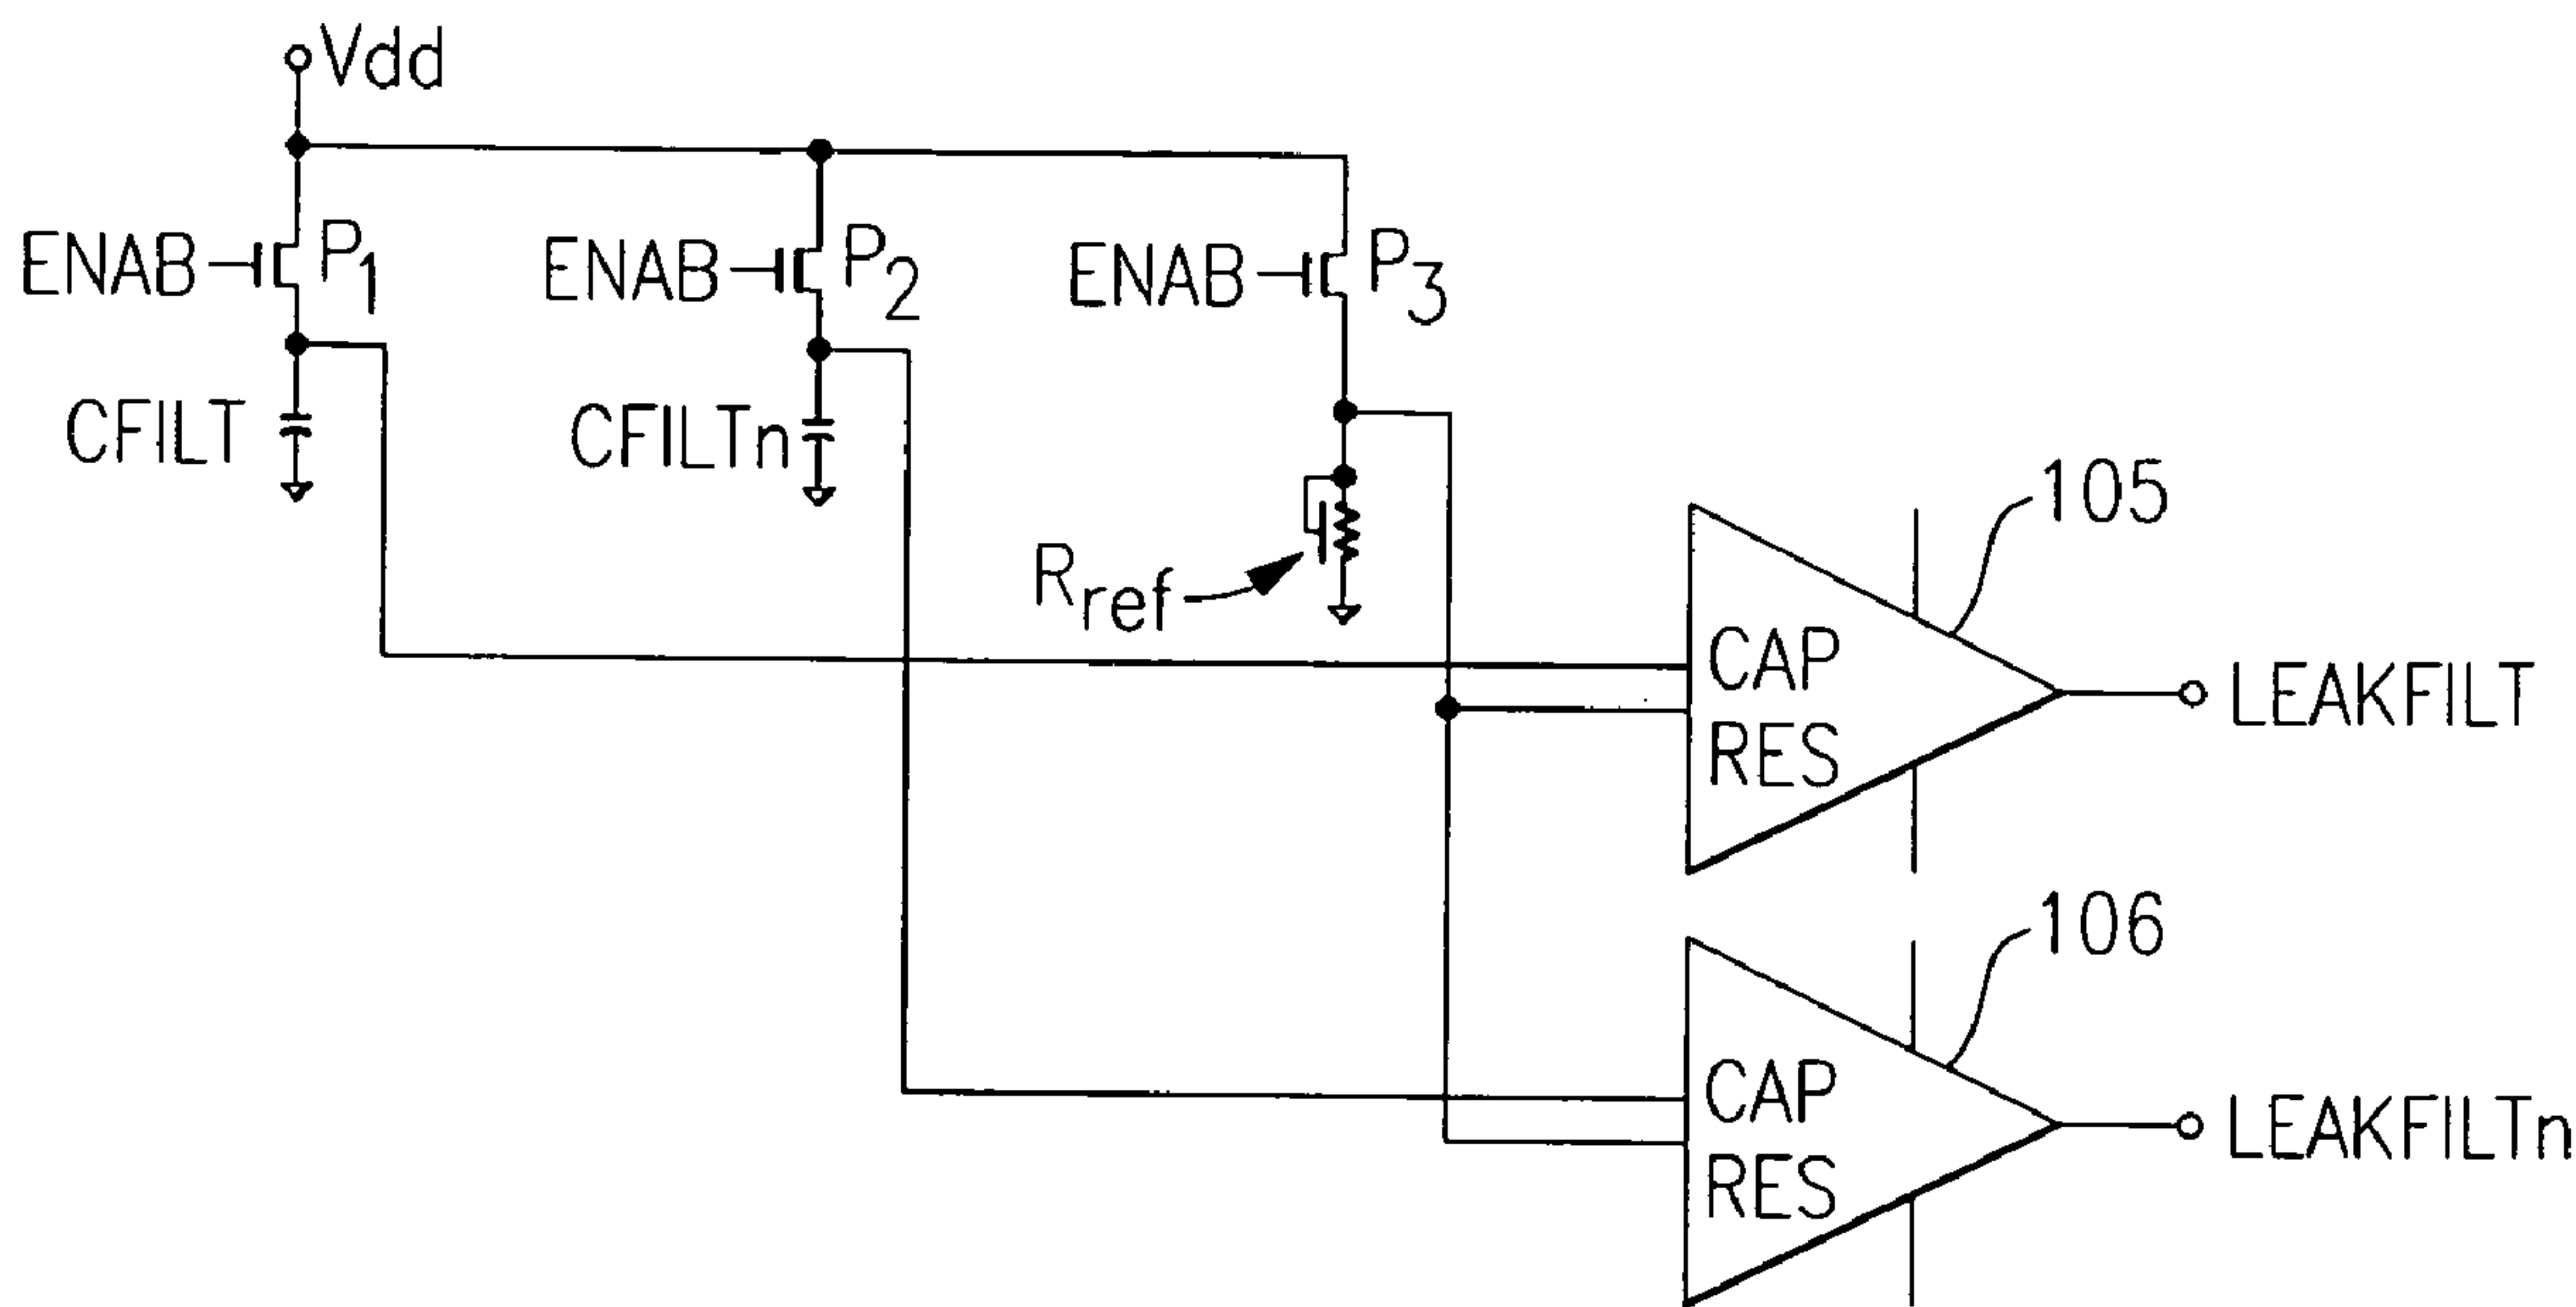 Vdd
ENAB P1
ENAB P2
ENAB P3
CFILT
CFILTn
Rref
105
CAP
RES
LEAKFILT
106
CAP
RES
LEAKFILTn